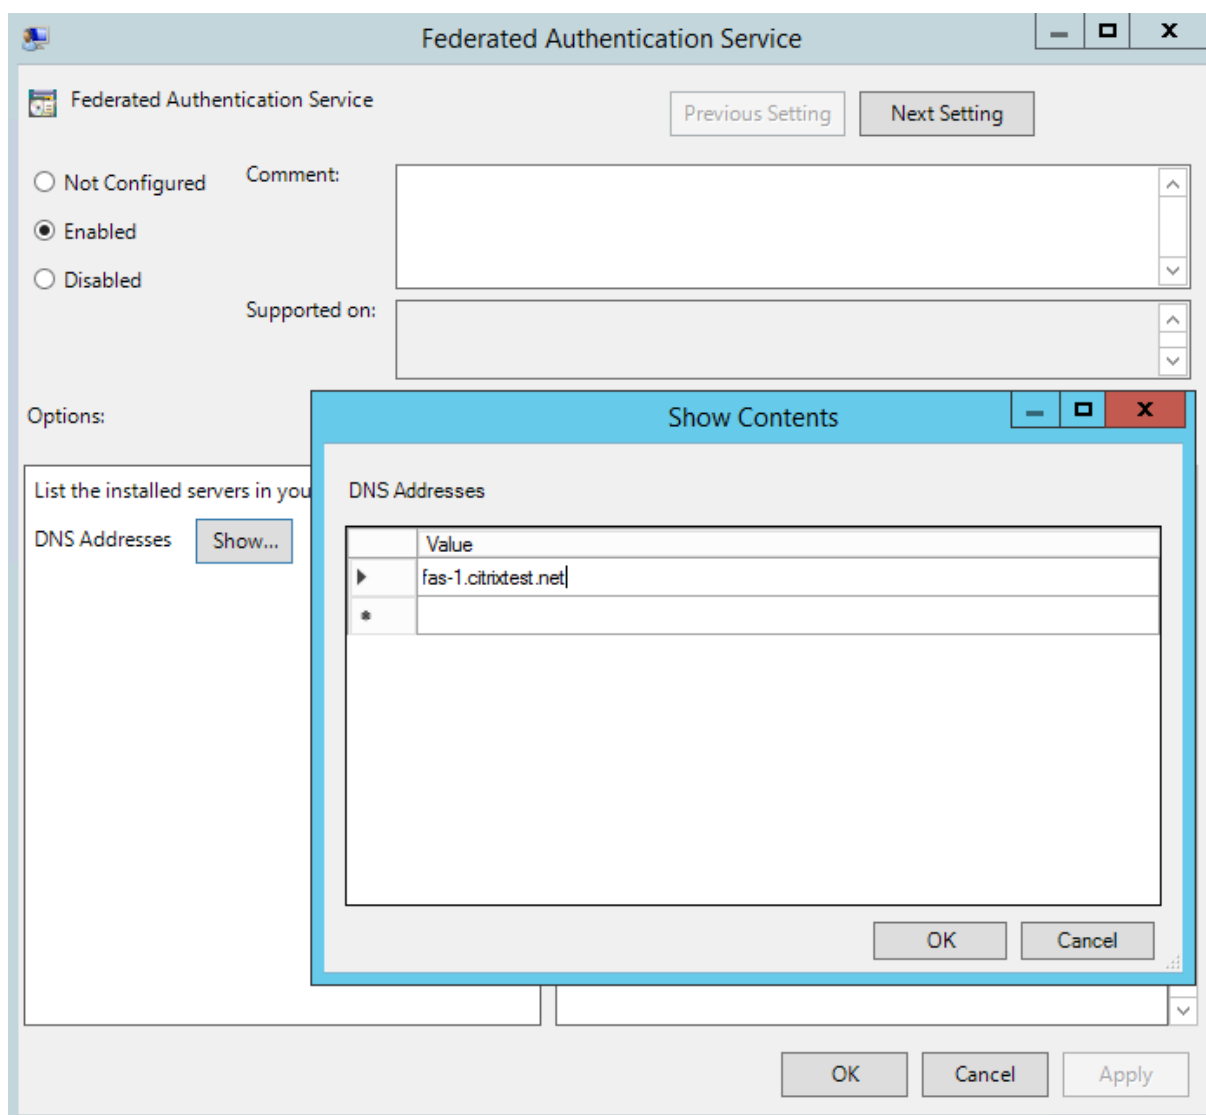 Federated Authentication Service
Federated Authentication Service
Previous Setting
Next Setting
Not Configured
Comment:
Enabled
Disabled
Supported on:
Options:
Show Contents
List the installed servers in you
DNS Addresses
DNS Addresses
Show...
Value
fas-1.citrixtest.net
OK
Cancel
OK
Cancel
Apply